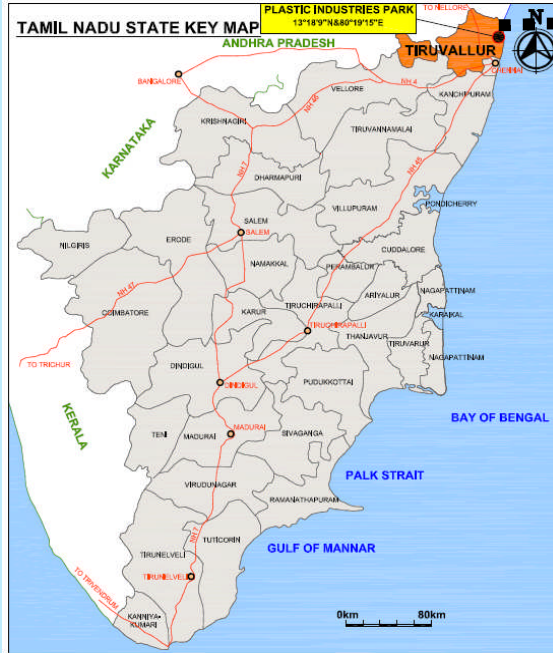 TAMIL NADU STATE KEY MAP
PLASTIC INDUSTRIES PARK
13°18'9"N&80°19'15"E
TO NELLORE
N
ANDHRA PRADESH
TIRUVALLUR
CHENNAI
BANGALORE
NH 4
VELLORE
NH 46
KANCHIPURAM
KRISHNAGIRI
TIRUVANNAMALAI
KARNATAKA
NH 7
NH 45
DHARMAPURI
VILLUPURAM
PONDICHERRY
SALEM
SALEM
NILGIRIS
ERODE
CUDDALORE
NAMAKKAL
PERAMBALUR
NH 47
ARIYALUR
NAGAPATTINAM
COIMBATORE
TIRUCHIRAPALLI
KARUR
KARAIKAL
TIRUCHIRAPALLI
THANJAVUR
TIRUVARUR
NAGAPATTINAM
TO TRICHUR
DINDIGUL
DINDIGUL
PUDUKKOTTAI
KERALA
BAY OF BENGAL
TENI
MADURAI
MADURAI
SIVAGANGA
PALK STRAIT
VIRUDUNAGAR
RAMANATHAPURAM
NH 7
TUTICORIN
GULF OF MANNAR
TIRUNELVELI
TIRUNELVELI
TO TRIVENDRUM
KANNIYA-
KUMARI
0km
80km